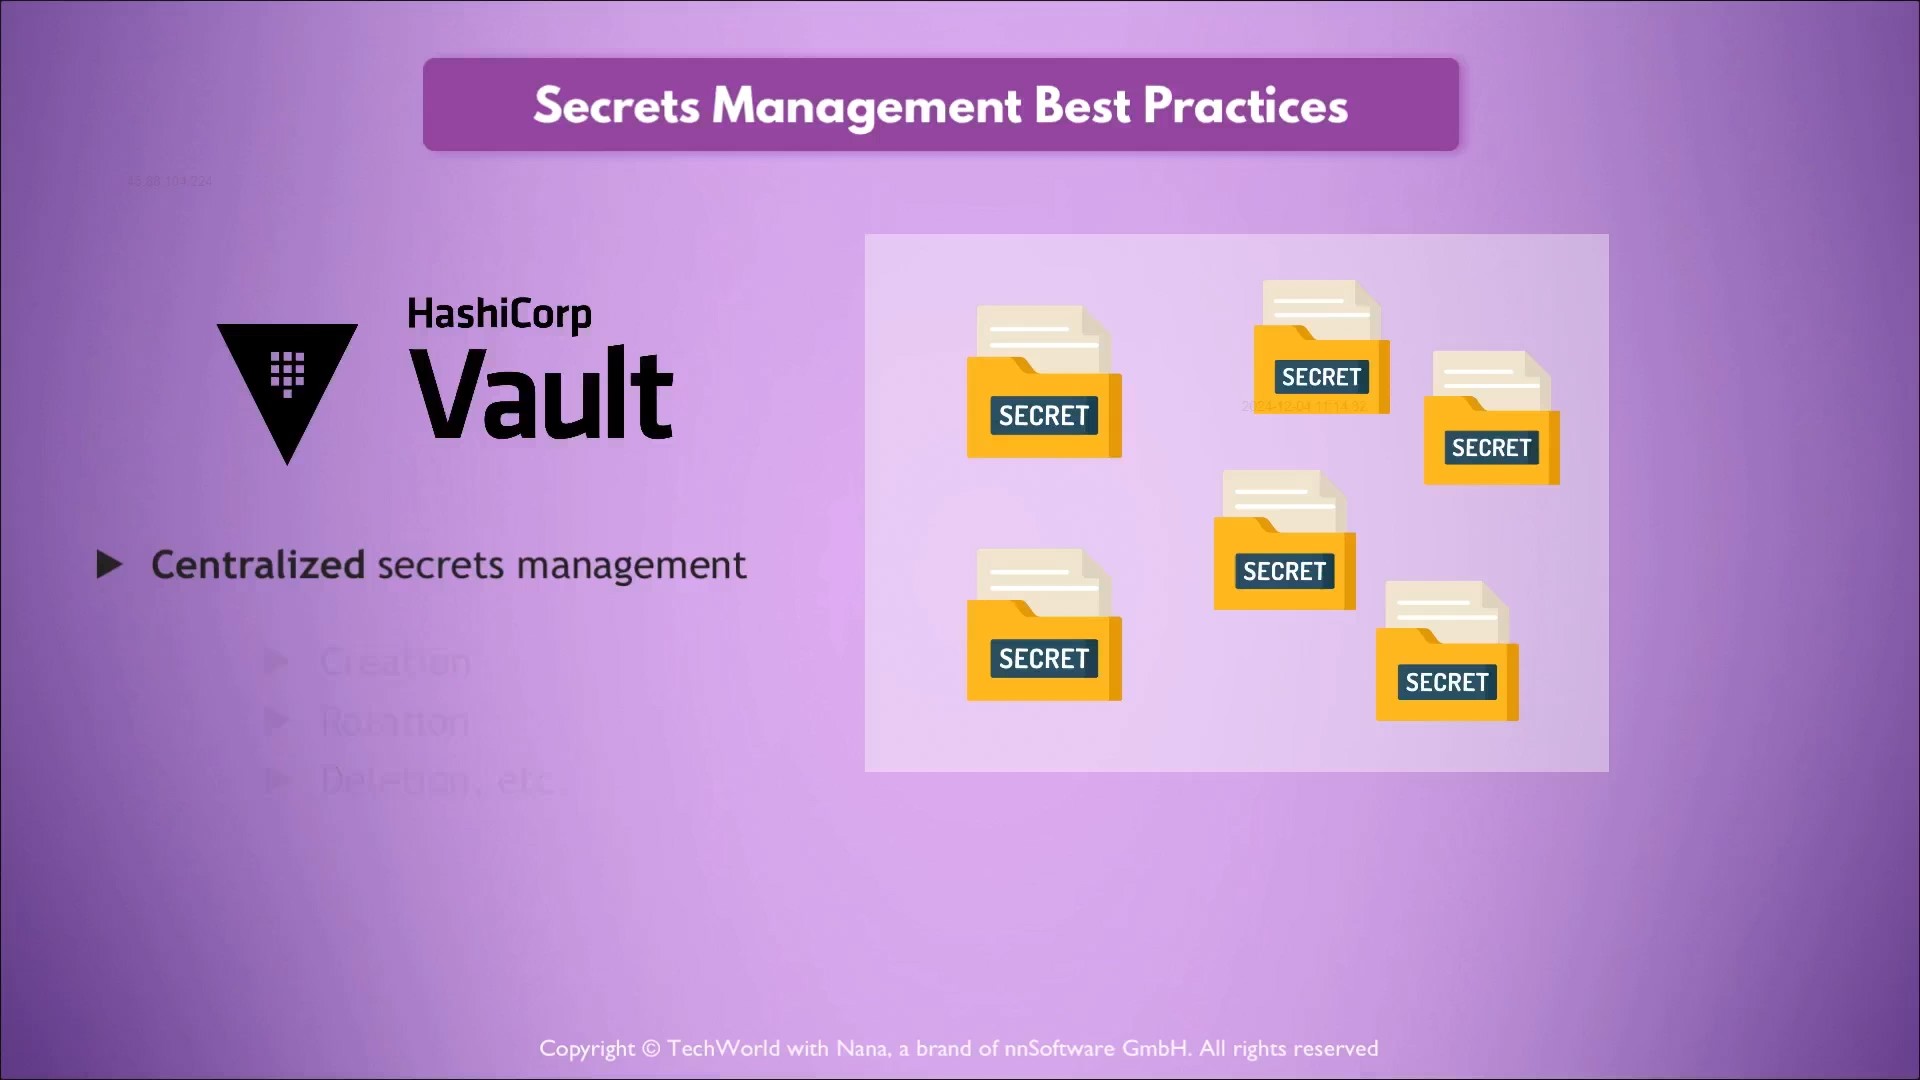 Secrets Management Best Practices
HashiCorp
Vault
▶ Centralized secrets management
▶ Creation
▶ Rotation
▶ Deletion, etc
SECRET
SECRET
SECRET
SECRET
SECRET
SECRET
Copyright © TechWorld with Nana, a brand of nnSoftware GmbH. All rights reserved